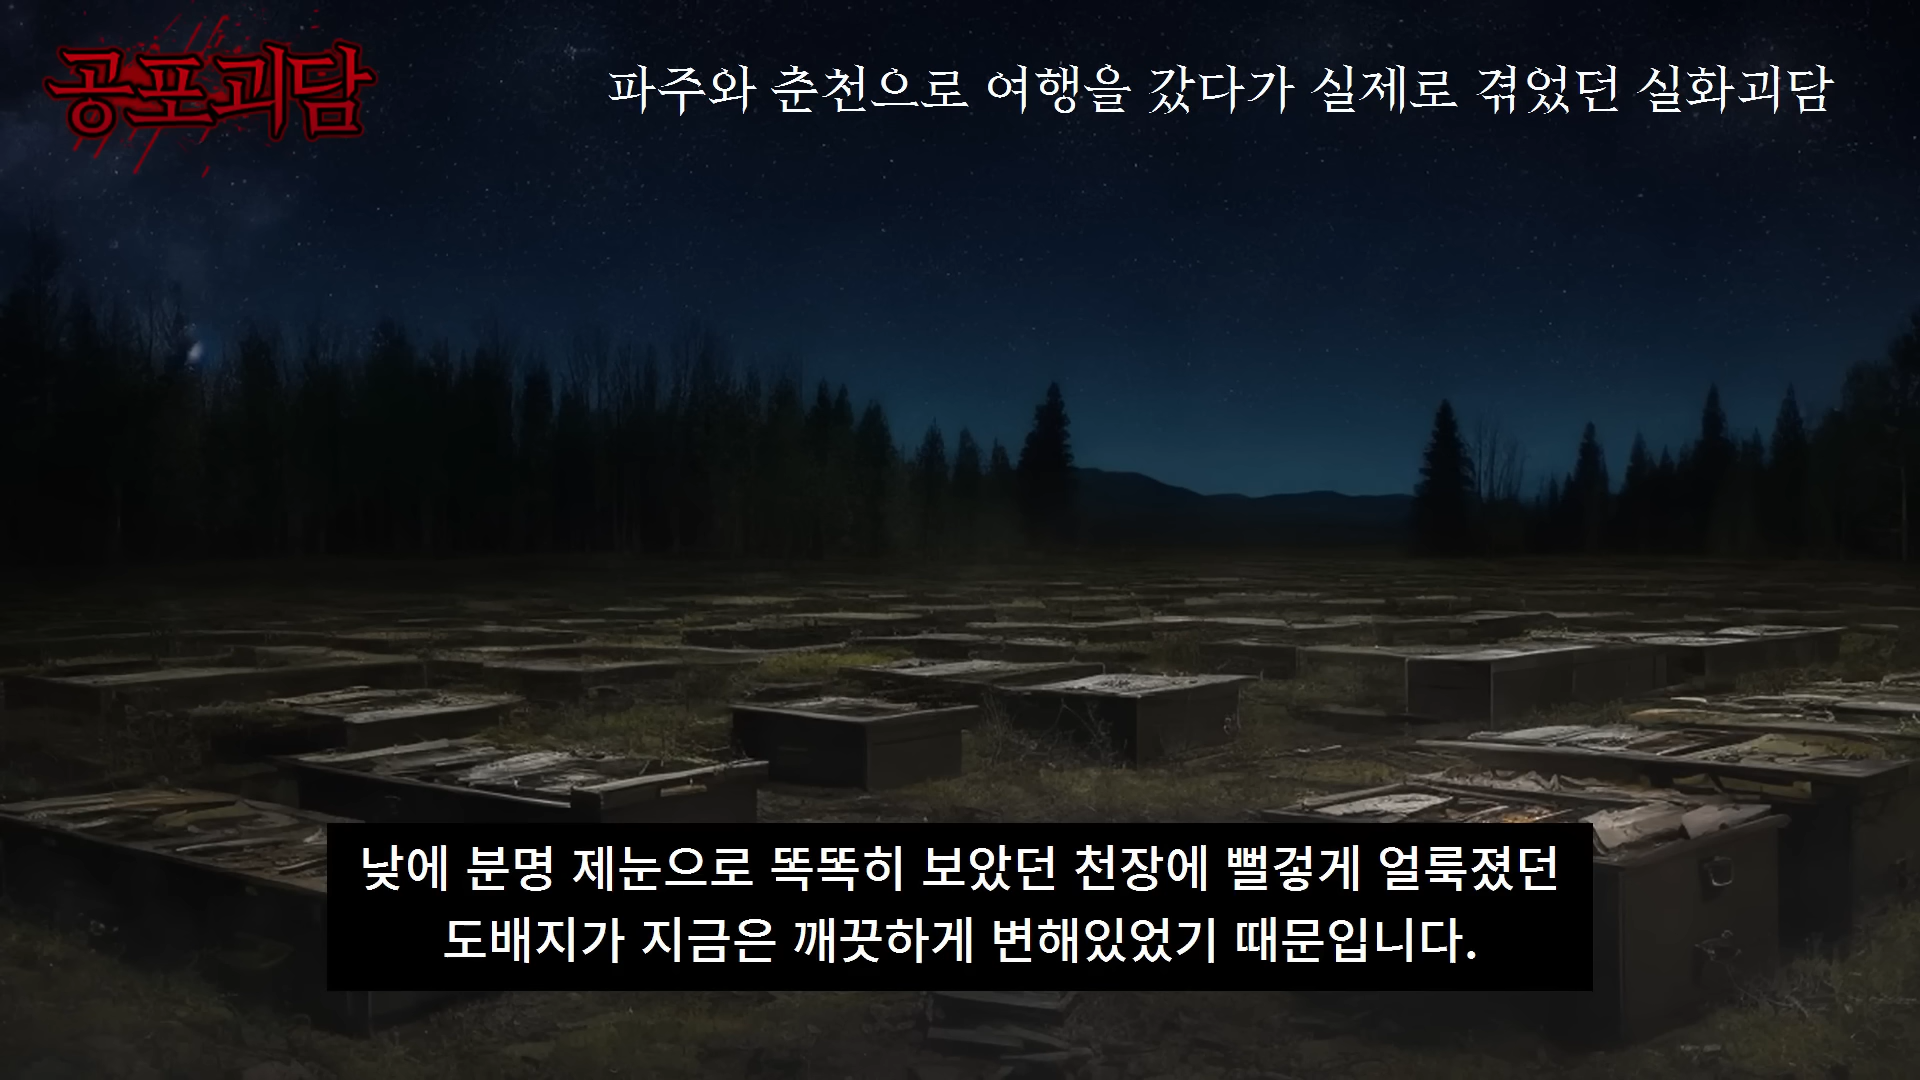 공포괴담
파주와 춘천으로 여행을 갔다가 실제로 겪었던 실화괴담
낮에 분명 제눈으로 똑똑히 보았던 천장에 뻘겋게 얼룩졌던
도배지가 지금은 깨끗하게 변해있었기 때문입니다.